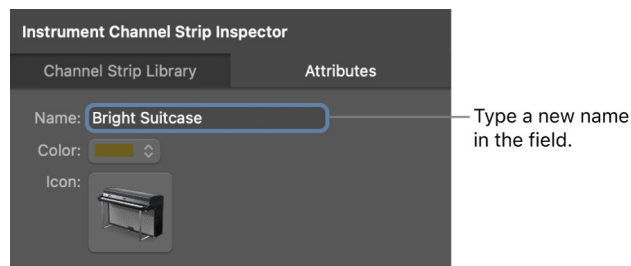 Instrument Channel Strip Inspector
Channel Strip Library Attributes
Name: Bright Suitcase
Color:
Icon:
Type a new name
in the field.